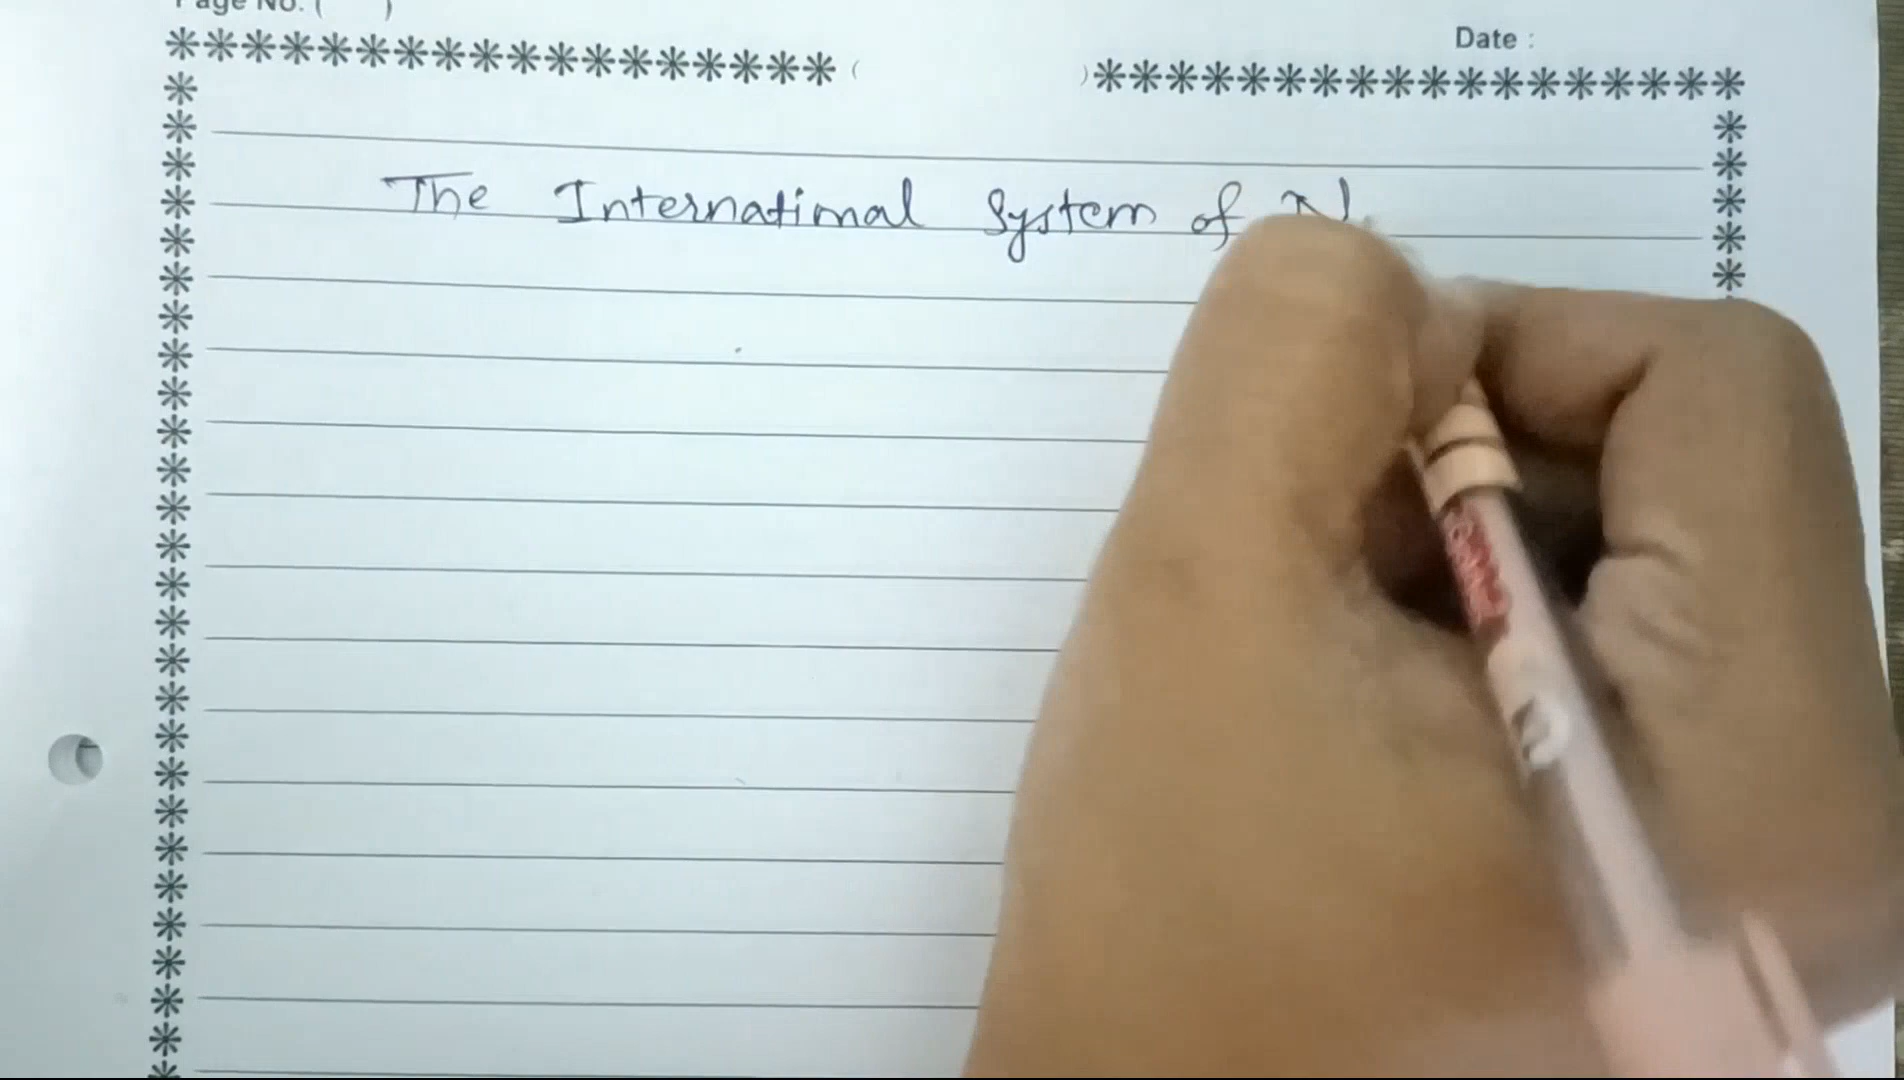 Page No. ( )
Date :
The International System of N